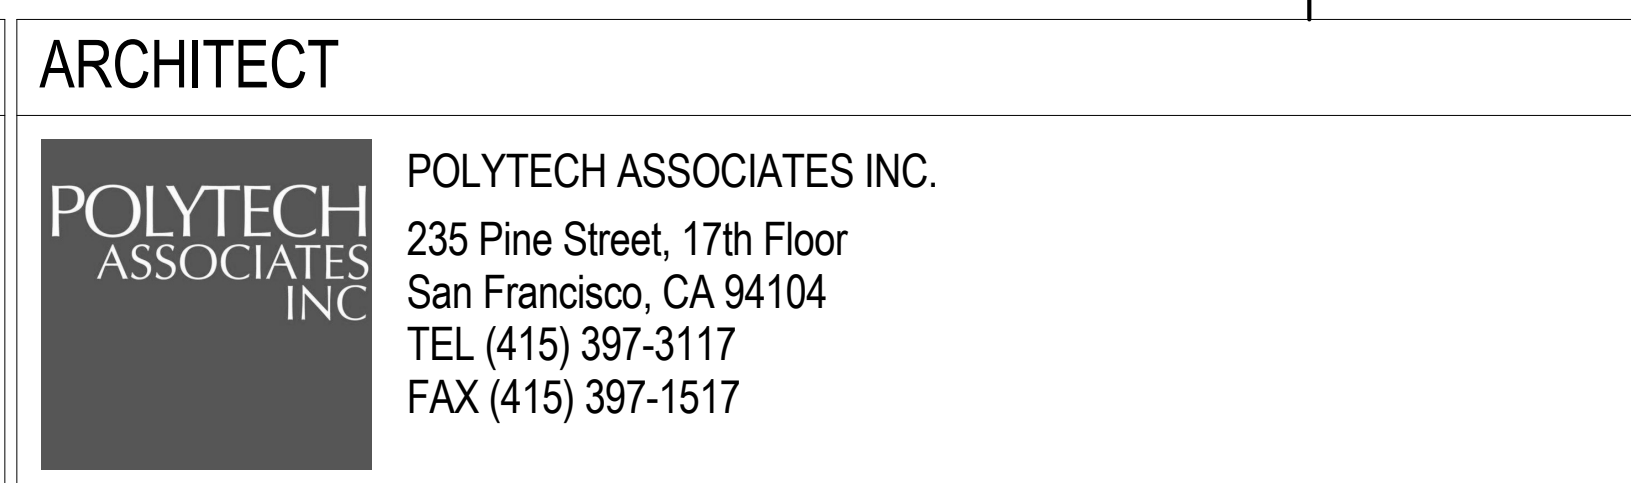 ARCHITECT
POLYTECH
ASSOCIATES
INC
POLYTECH ASSOCIATES INC.
235 Pine Street, 17th Floor
San Francisco, CA 94104
TEL (415) 397-3117
FAX (415) 397-1517